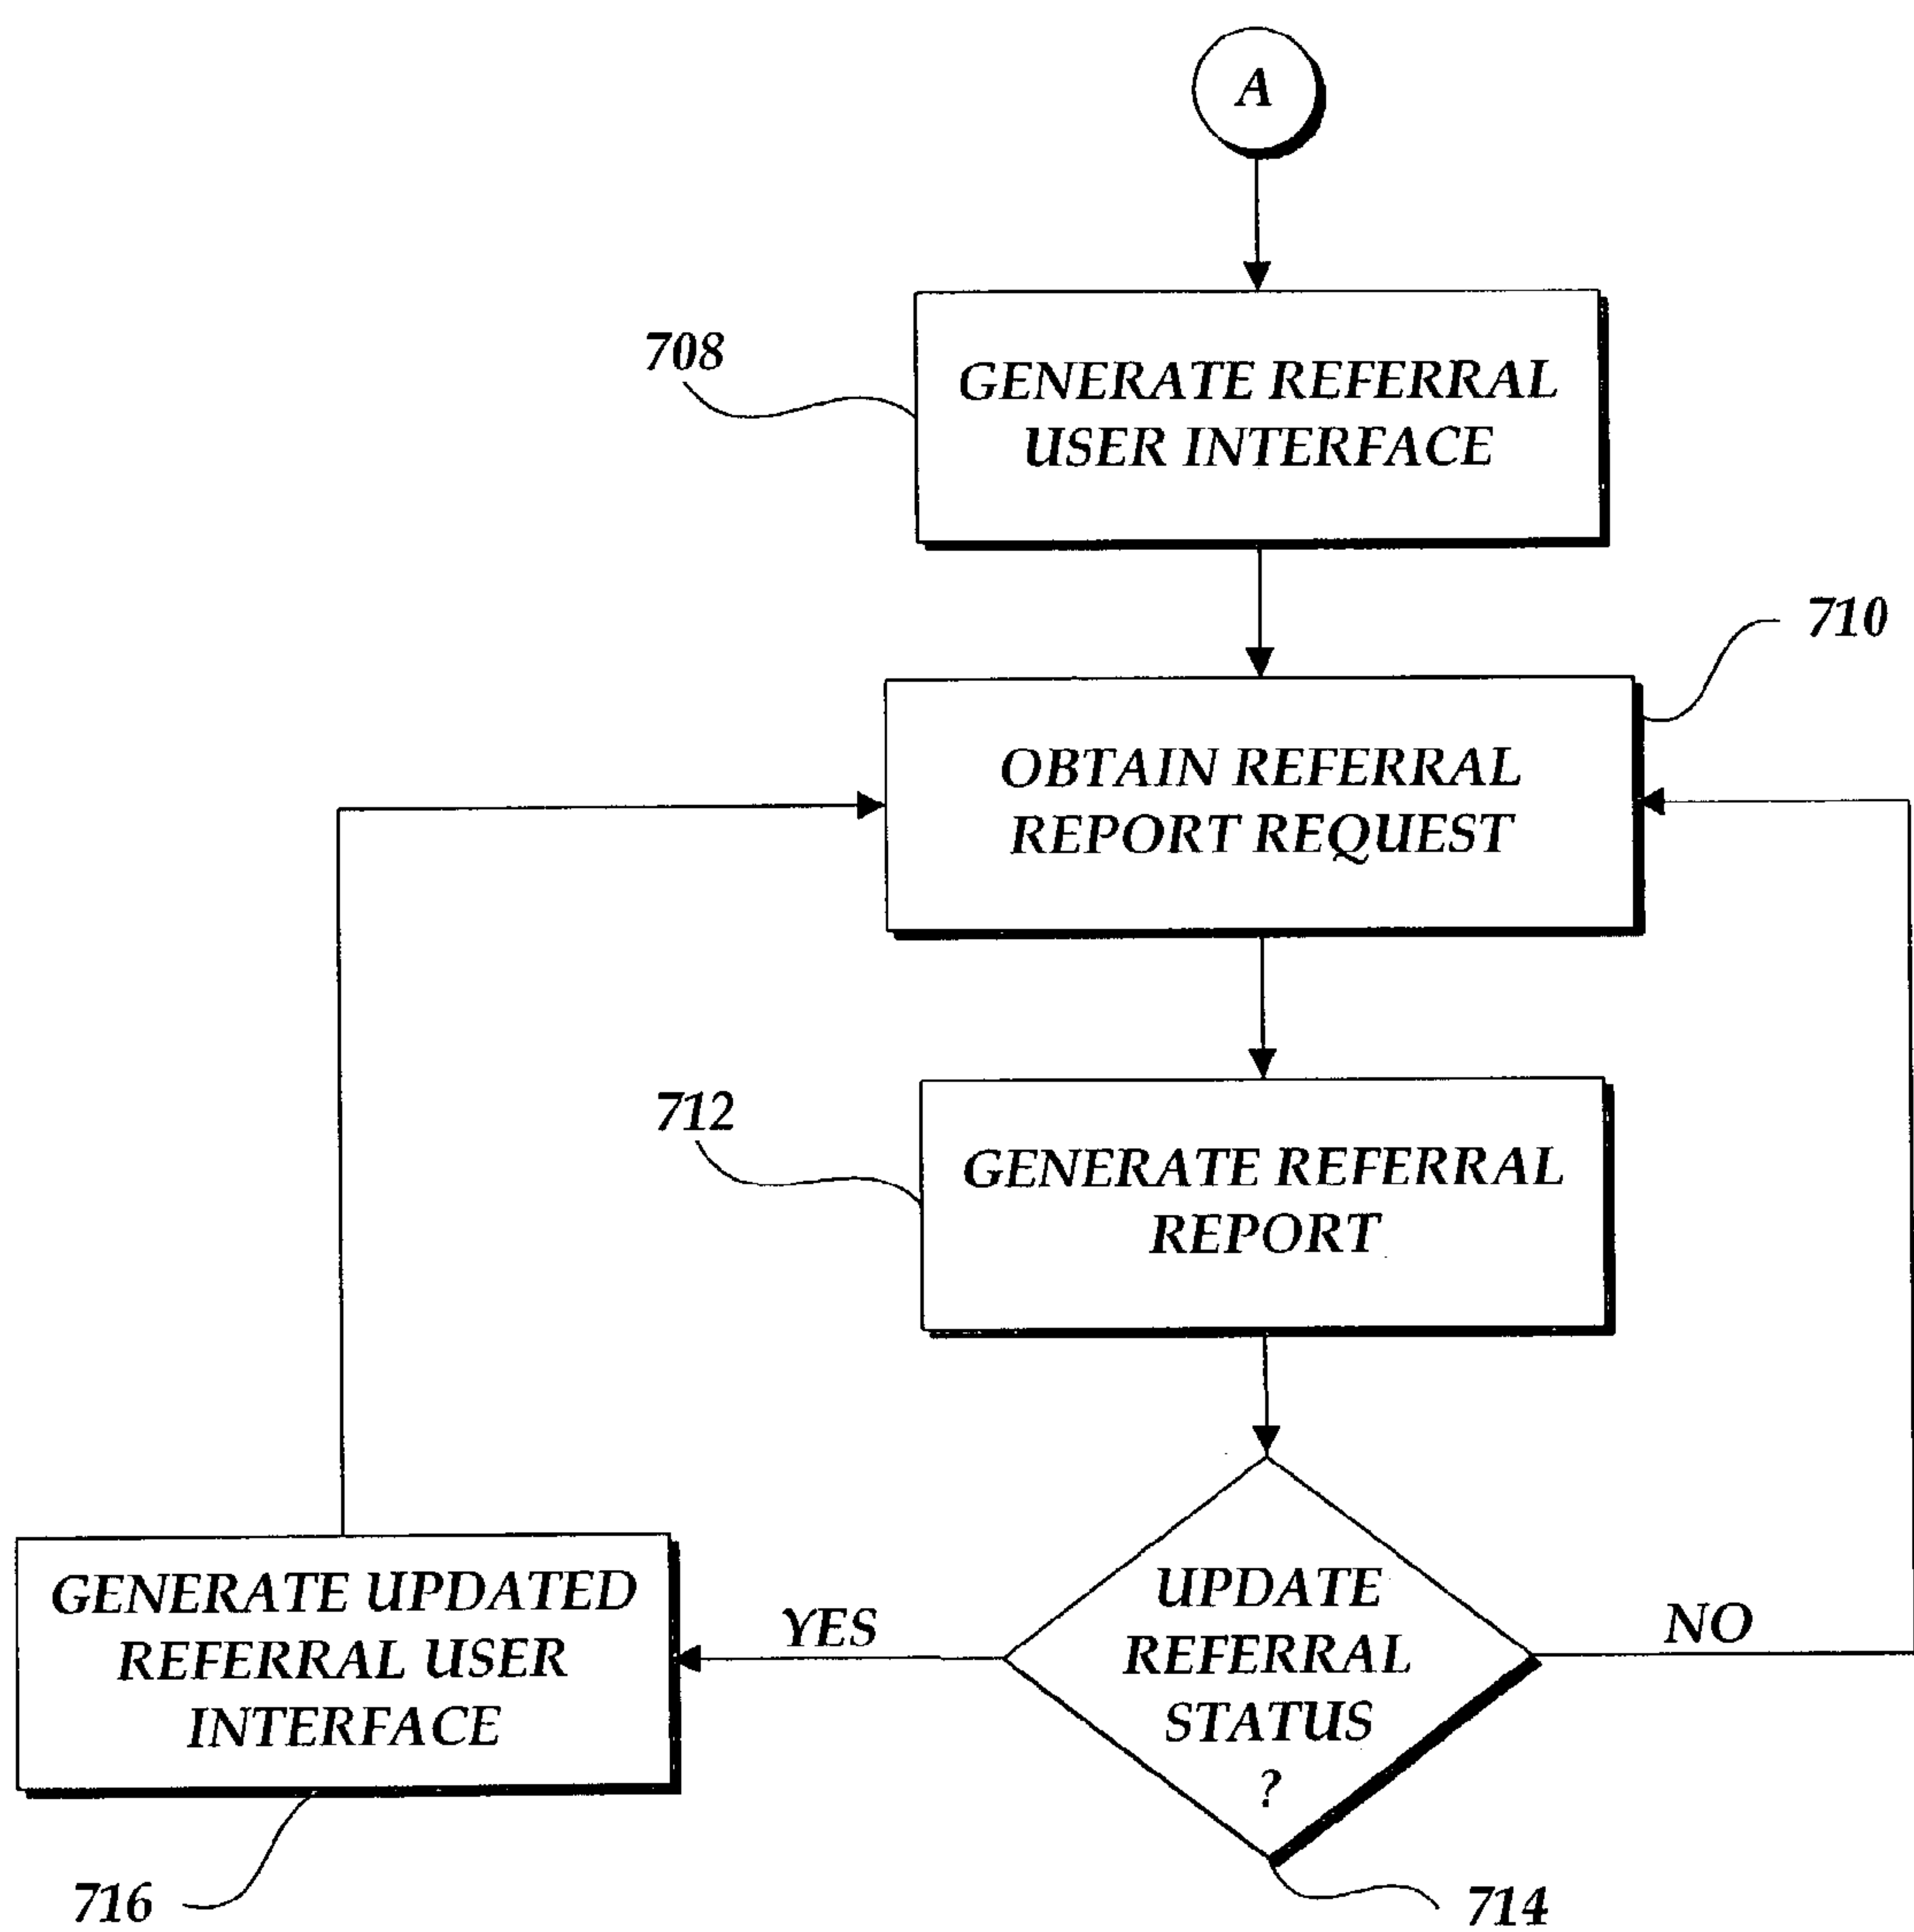 A
708
GENERATE REFERRAL
USER INTERFACE
710
OBTAIN REFERRAL
REPORT REQUEST
712
GENERATE REFERRAL
REPORT
GENERATE UPDATED
REFERRAL USER
INTERFACE
YES
UPDATE
REFERRAL
STATUS
?
NO
716
714